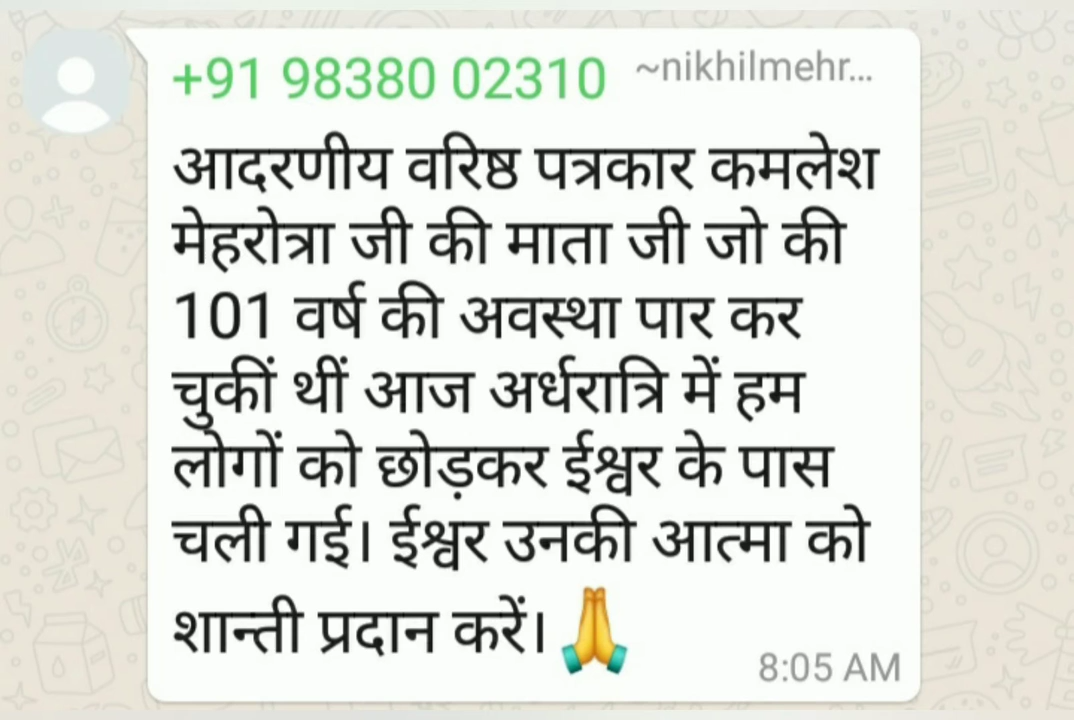 +91 98380 02310 ~nikhilmehr...
आदरणीय वरिष्ठ पत्रकार कमलेश
मेहरोत्रा जी की माता जी जो की
101 वर्ष की अवस्था पार कर
चुकीं थीं आज अर्धरात्रि में हम
लोगों को छोड़कर ईश्वर के पास
चली गई। ईश्वर उनकी आत्मा को
शान्ती प्रदान करें। 🙏
8:05 AM